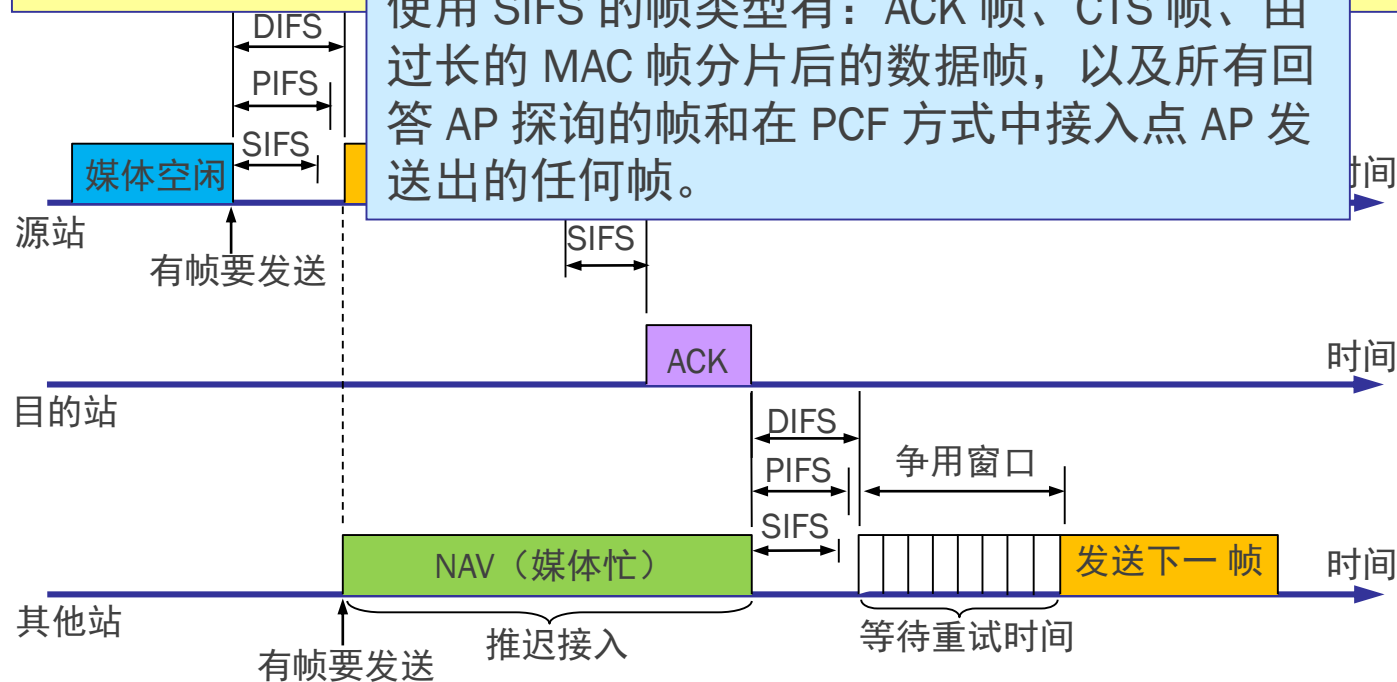 使用 SIFS 的帧类型有：ACK 帧、CTS 帧、由
过长的 MAC 帧分片后的数据帧，以及所有回
答 AP 探询的帧和在 PCF 方式中接入点 AP 发
送出的任何帧。
DIFS
PIFS
SIFS
媒体空闲
时间
源站
有帧要发送
SIFS
ACK
时间
目的站
DIFS
PIFS
SIFS
争用窗口
NAV（媒体忙）
发送下一 帧
时间
其他站
有帧要发送
推迟接入
等待重试时间